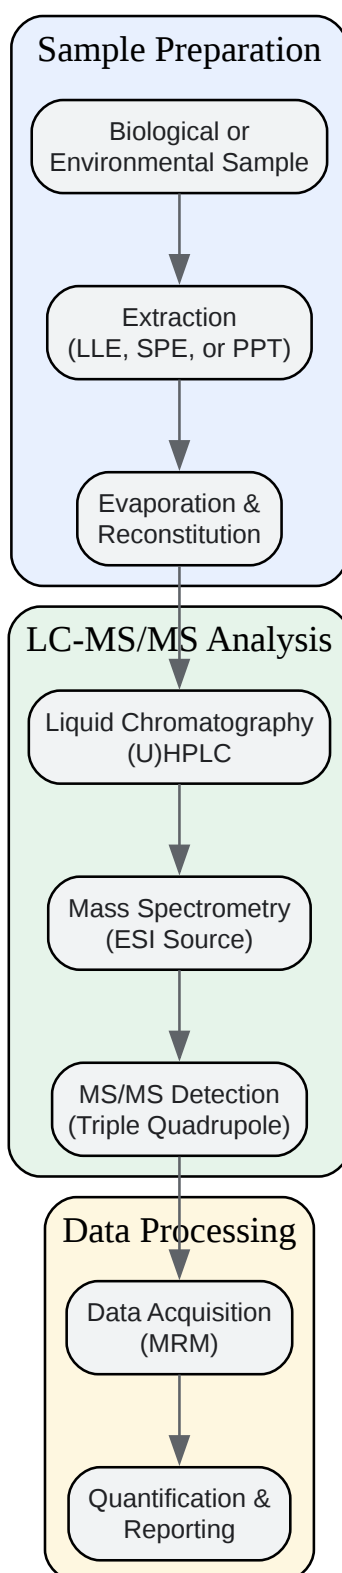 Sample Preparation
Biological or
Environmental Sample
Extraction
(LLE, SPE, or PPT)
Evaporation &
Reconstitution
LC-MS/MS Analysis
Liquid Chromatography
(U)HPLC
Mass Spectrometry
(ESI Source)
MS/MS Detection
(Triple Quadrupole)
Data Processing
Data Acquisition
(MRM)
Quantification &
Reporting